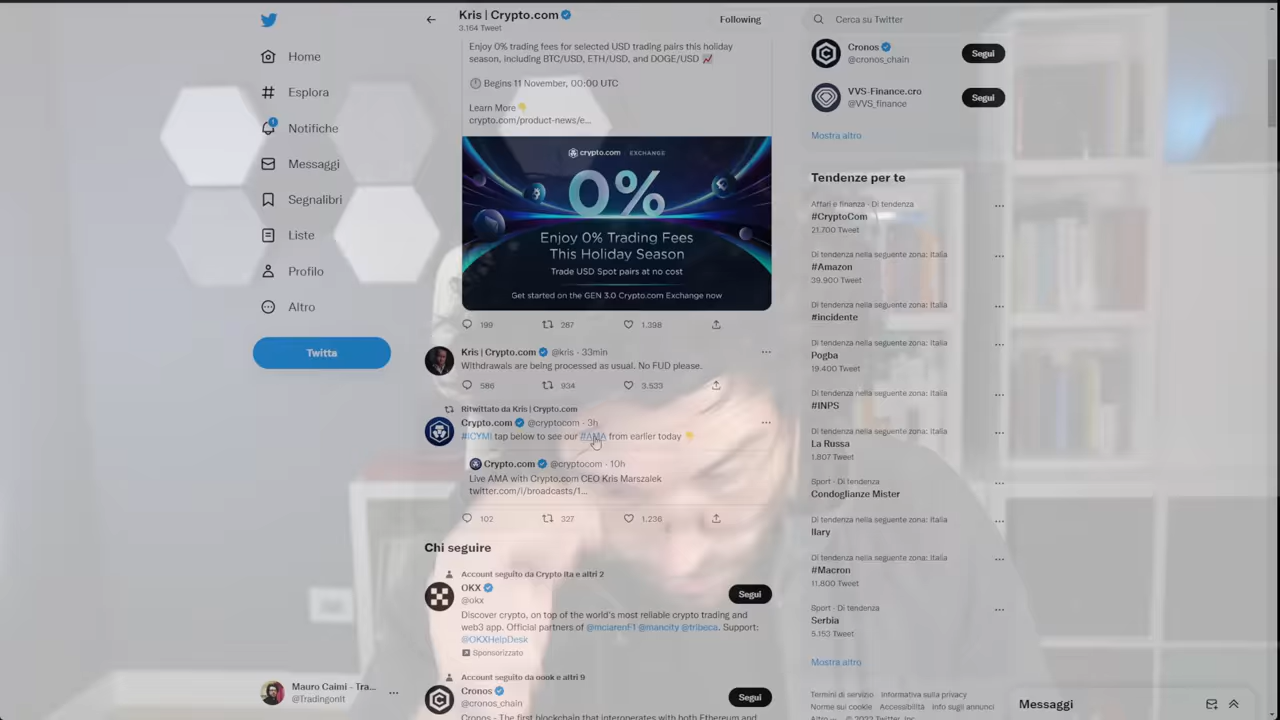 Home
Esplora
1
Notifiche
Messaggi
Segnalibri
Liste
Profilo
Altro
Twitta
Mauro Caimi - Tra...
@TradingonIt
Kris | Crypto.com
3.164 Tweet
Following
Enjoy 0% trading fees for selected USD trading pairs this holiday
season, including BTC/USD, ETH/USD, and DOGE/USD 📈
🕛 Begins 11 November, 00:00 UTC
Learn More 👇
crypto.com/product-news/e...
crypto.com | EXCHANGE
0%
Enjoy 0% Trading Fees
This Holiday Season
Trade USD Spot pairs at no cost
Get started on the GEN 3.0 Crypto.com Exchange now
199 287 1.398
Kris | Crypto.com @kris · 33min
Withdrawals are being processed as usual. No FUD please.
586 934 3.533
Ritwittato da Kris | Crypto.com
Crypto.com @cryptocom · 3h
#ICYMI tap below to see our #AMA from earlier today 👇
Crypto.com @cryptocom · 10h
Live AMA with Crypto.com CEO Kris Marszalek
twitter.com/i/broadcasts/1...
102 327 1.236
Chi seguire
Account seguito da Crypto Ita e altri 2
OKX
@okx
Segui
Discover crypto, on top of the world's most reliable crypto trading and
web3 app. Official partners of @mclarenF1 @mancity @tribeca. Support:
@OKXHelpDesk
Sponsorizzato
Account seguito da oook e altri 9
Cronos
@cronos_chain
Segui
Cronos - The first blockchain that interoperates with both Ethereum and
Cerca su Twitter
Cronos
@cronos_chain
Segui
VVS-Finance.cro
@VVS_finance
Segui
Mostra altro
Tendenze per te
Affari e finanza · Di tendenza
#CryptoCom
21.700 Tweet
Di tendenza nella seguente zona: Italia
#Amazon
39.900 Tweet
Di tendenza nella seguente zona: Italia
#incidente
Di tendenza nella seguente zona: Italia
Pogba
19.400 Tweet
Di tendenza nella seguente zona: Italia
#INPS
Di tendenza nella seguente zona: Italia
La Russa
1.807 Tweet
Sport · Di tendenza
Condoglianze Mister
Di tendenza nella seguente zona: Italia
Ilary
Di tendenza nella seguente zona: Italia
#Macron
11.800 Tweet
Sport · Di tendenza
Serbia
5.153 Tweet
Mostra altro
Termini di servizio Informativa sulla privacy
Norme sui cookie Accessibilità Info sugli annunci
Altro ... © 2022 Twitter, Inc.
Messaggi